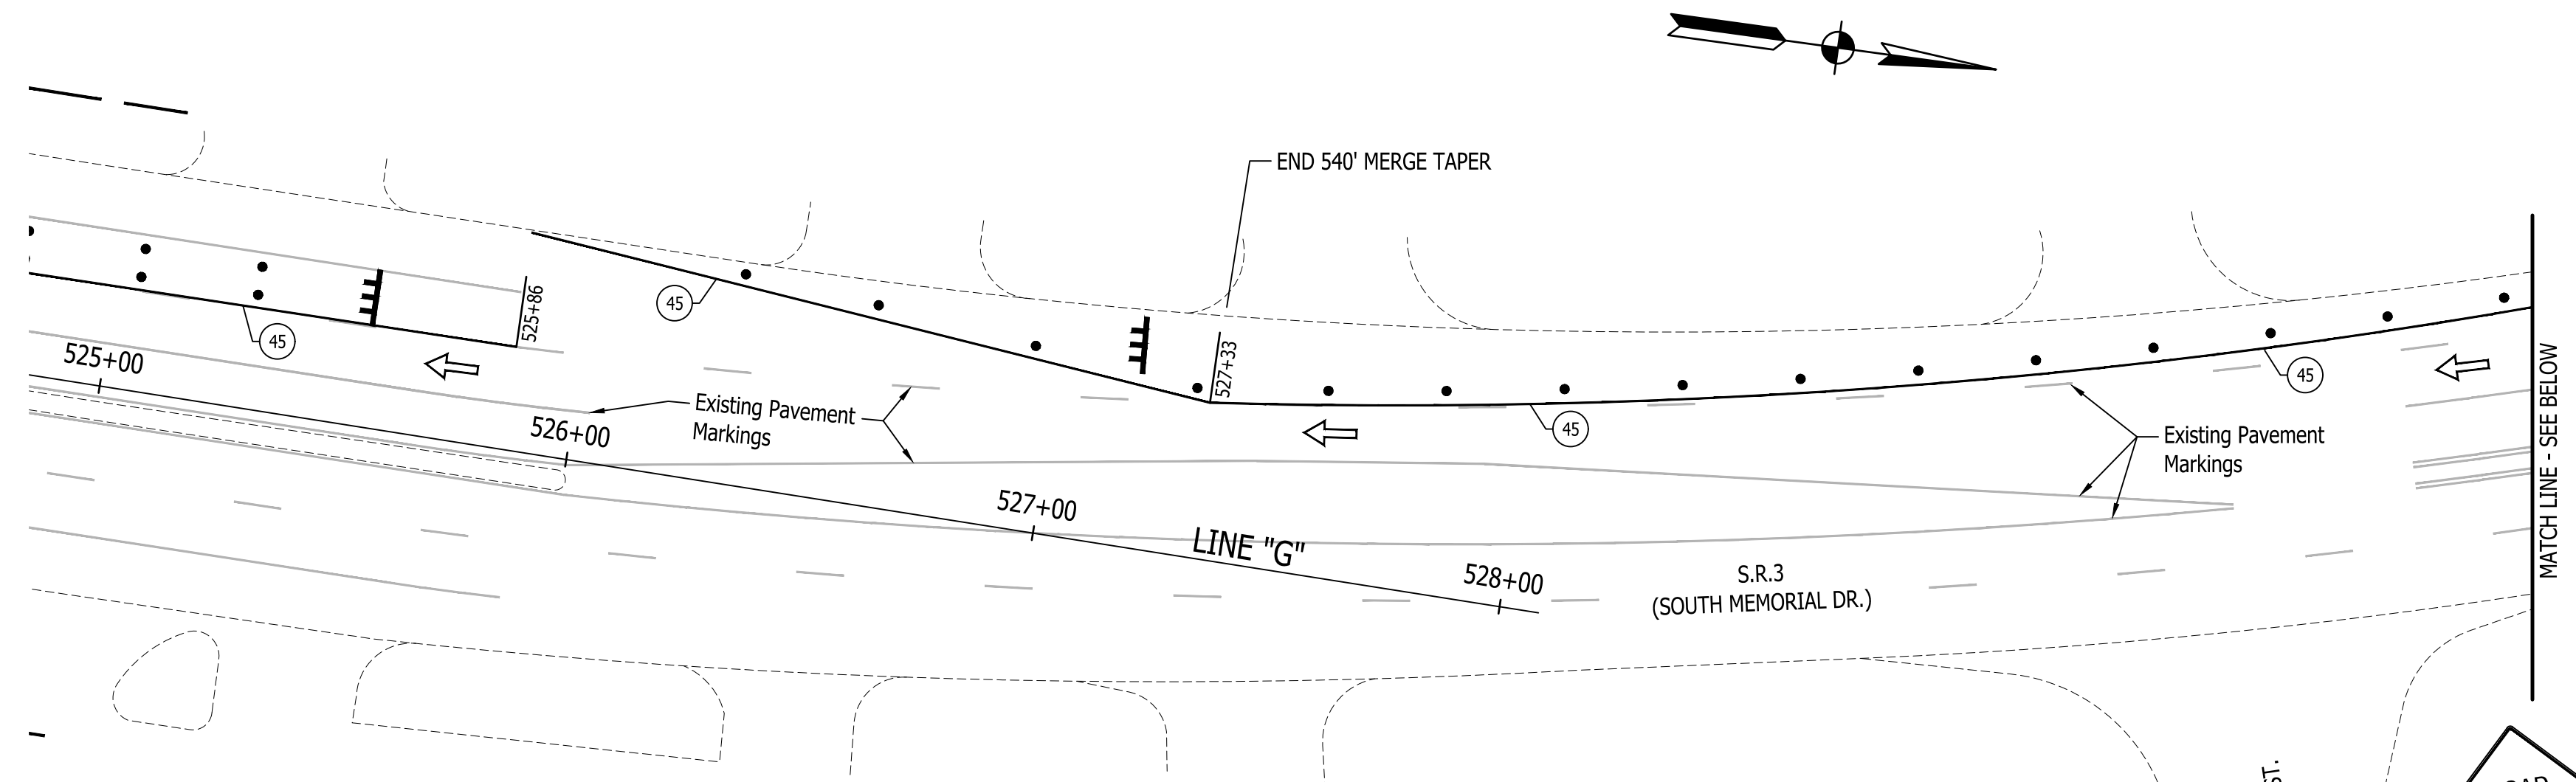 END 540' MERGE TAPER
525+86
45
45
527+33
525+00
45
45
MATCH LINE - SEE BELOW
Existing Pavement
Markings
526+00
Existing Pavement
Markings
527+00
LINE "G"
528+00
S.R.3
(SOUTH MEMORIAL DR.)
ST.